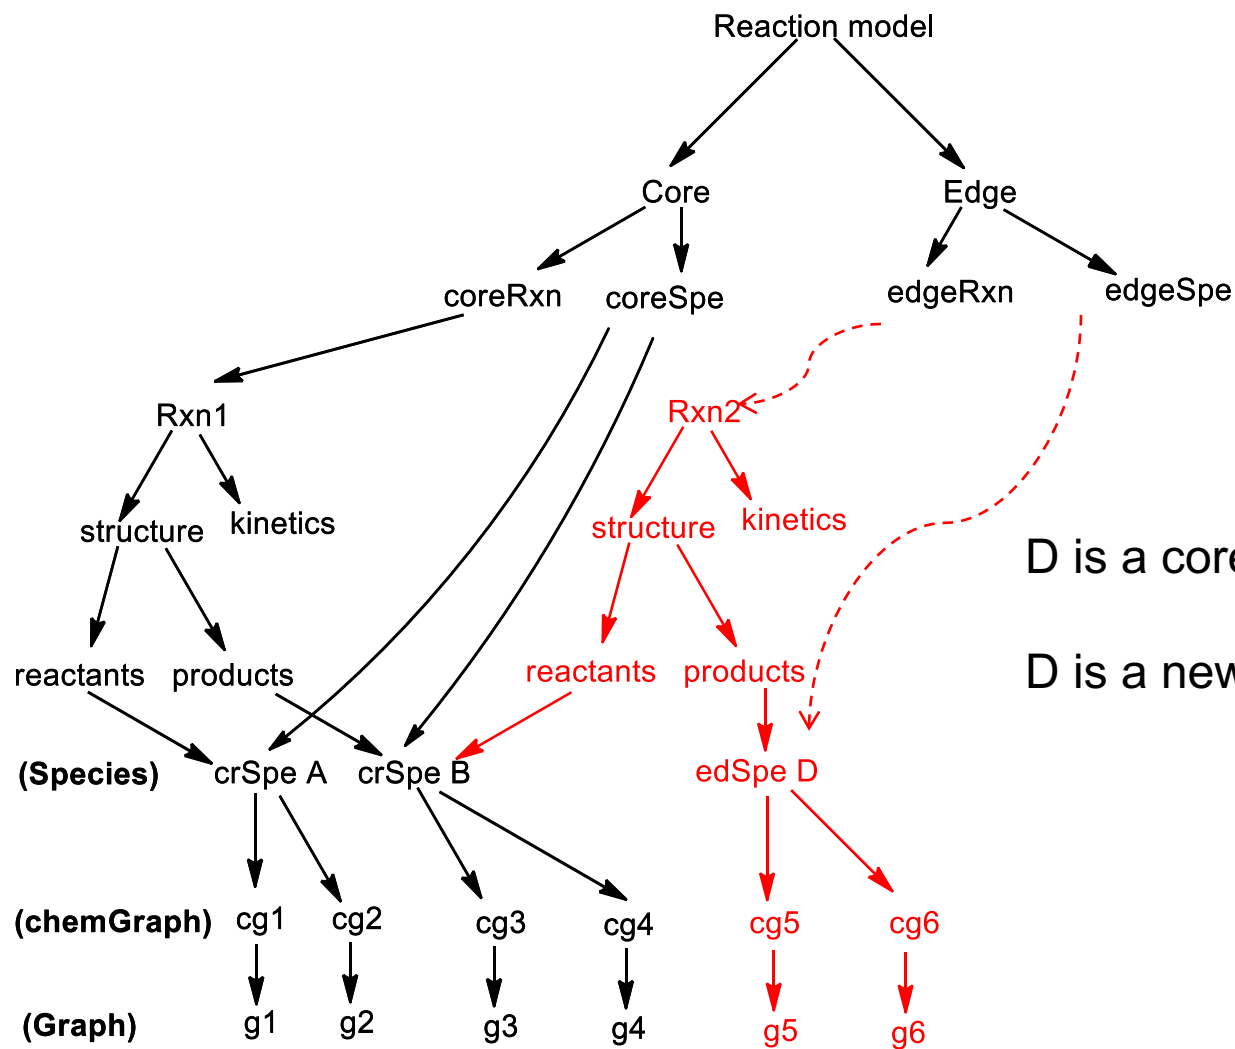 Reaction model
Core
Edge
coreRxn
coreSpe
edgeRxn
edgeSpe
Rxn1
Rxn2
structure
kinetics
structure
kinetics
D is a core
reactants
products
reactants
products
D is a new
(Species)
crSpe A
crSpe B
edSpe D
(chemGraph)
cg1
cg2
cg3
cg4
cg5
cg6
(Graph)
g1
g2
g3
g4
g5
g6